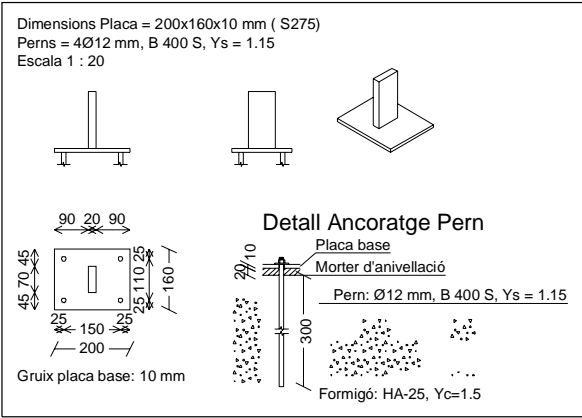 Dimensions Placa = 200x160x10 mm ( S275)
Perns = 4Ø12 mm, B 400 S, Ys = 1.15
Escala 1 : 20
90 20 90
45 70 45
25 110 25
160
25 25
150
200
Gruix placa base: 10 mm
Detall Ancoratge Pern
Placa base
20 10
Morter d'anivellació
Pern: Ø12 mm, B 400 S, Ys = 1.15
300
Formigó: HA-25, Yc=1.5